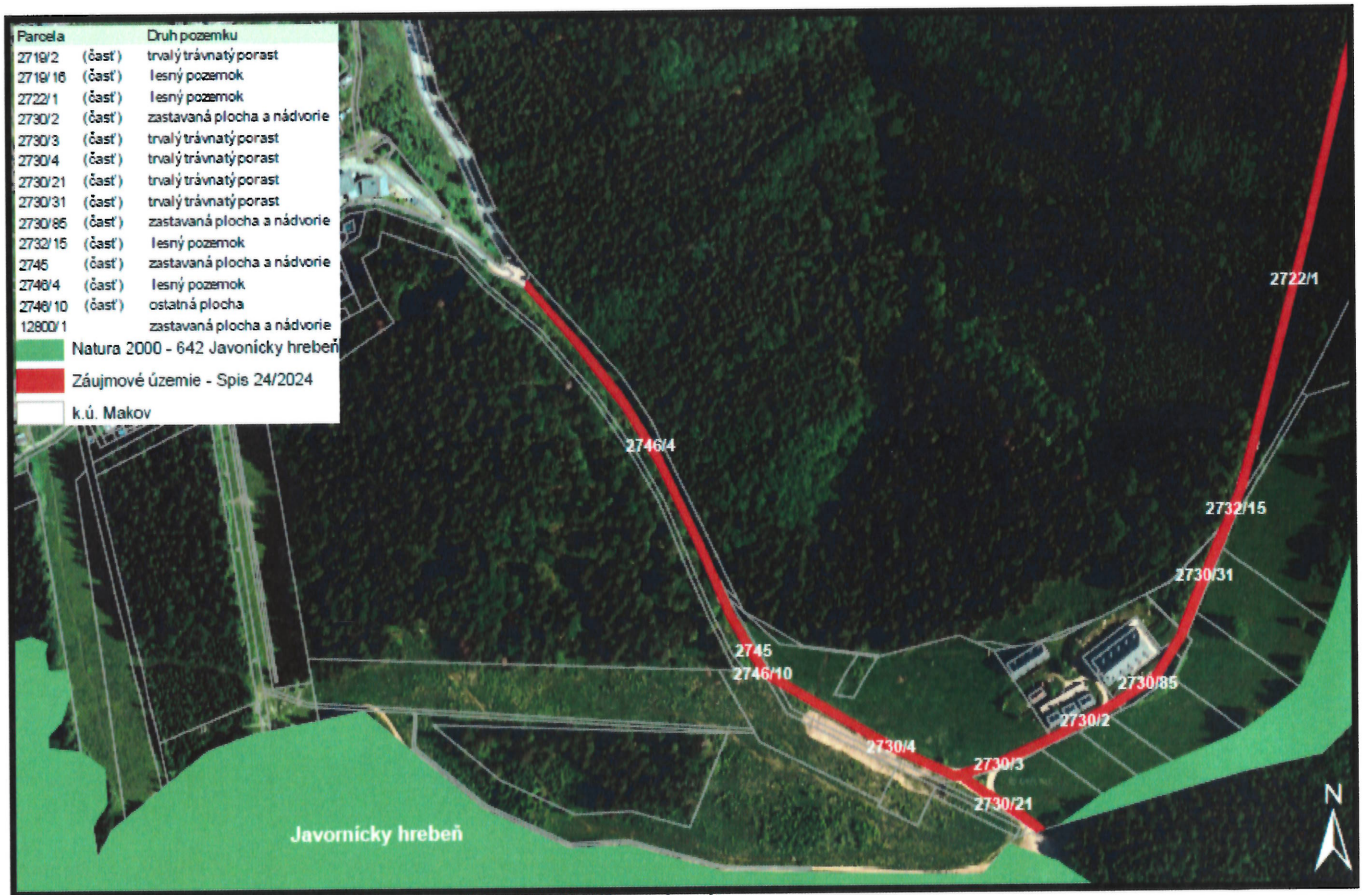 Parcela Druh pozemku
2719/2 (časť) trvalý trávnatý porast
2719/16 (časť) lesný pozemok
2722/1 (časť) lesný pozemok
2730/2 (časť) zastavaná plocha a nádvorie
2730/3 (časť) trvalý trávnatý porast
2730/4 (časť) trvalý trávnatý porast
2730/21 (časť) trvalý trávnatý porast
2730/31 (časť) trvalý trávnatý porast
2730/85 (časť) zastavaná plocha a nádvorie
2732/15 (časť) lesný pozemok
2745 (časť) zastavaná plocha a nádvorie
2746/4 (časť) lesný pozemok
2746/10 (časť) ostatná plocha
12800/1 zastavaná plocha a nádvorie
Natura 2000 - 642 Javonícky hrebeň
Záujmové územie - Spis 24/2024
k.ú. Makov
2722/1
2746/4
2732/15
2730/31
2745
2746/10
2730/85
2730/2
2730/4
2730/3
2730/21
Javornícky hrebeň
N